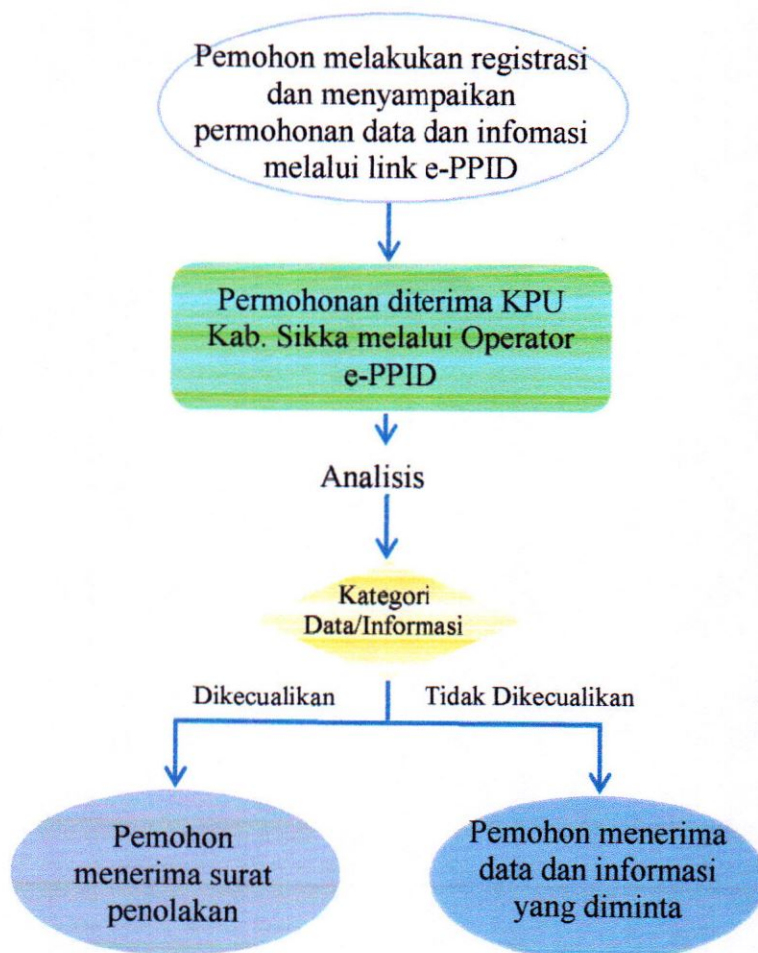 Pemohon melakukan registrasi
dan menyampaikan
permohonan data dan infomasi
melalui link e-PPID
Permohonan diterima KPU
Kab. Sikka melalui Operator
e-PPID
Analisis
Kategori
Data/Informasi
Dikecualikan
Tidak Dikecualikan
Pemohon
menerima surat
penolakan
Pemohon menerima
data dan informasi
yang diminta